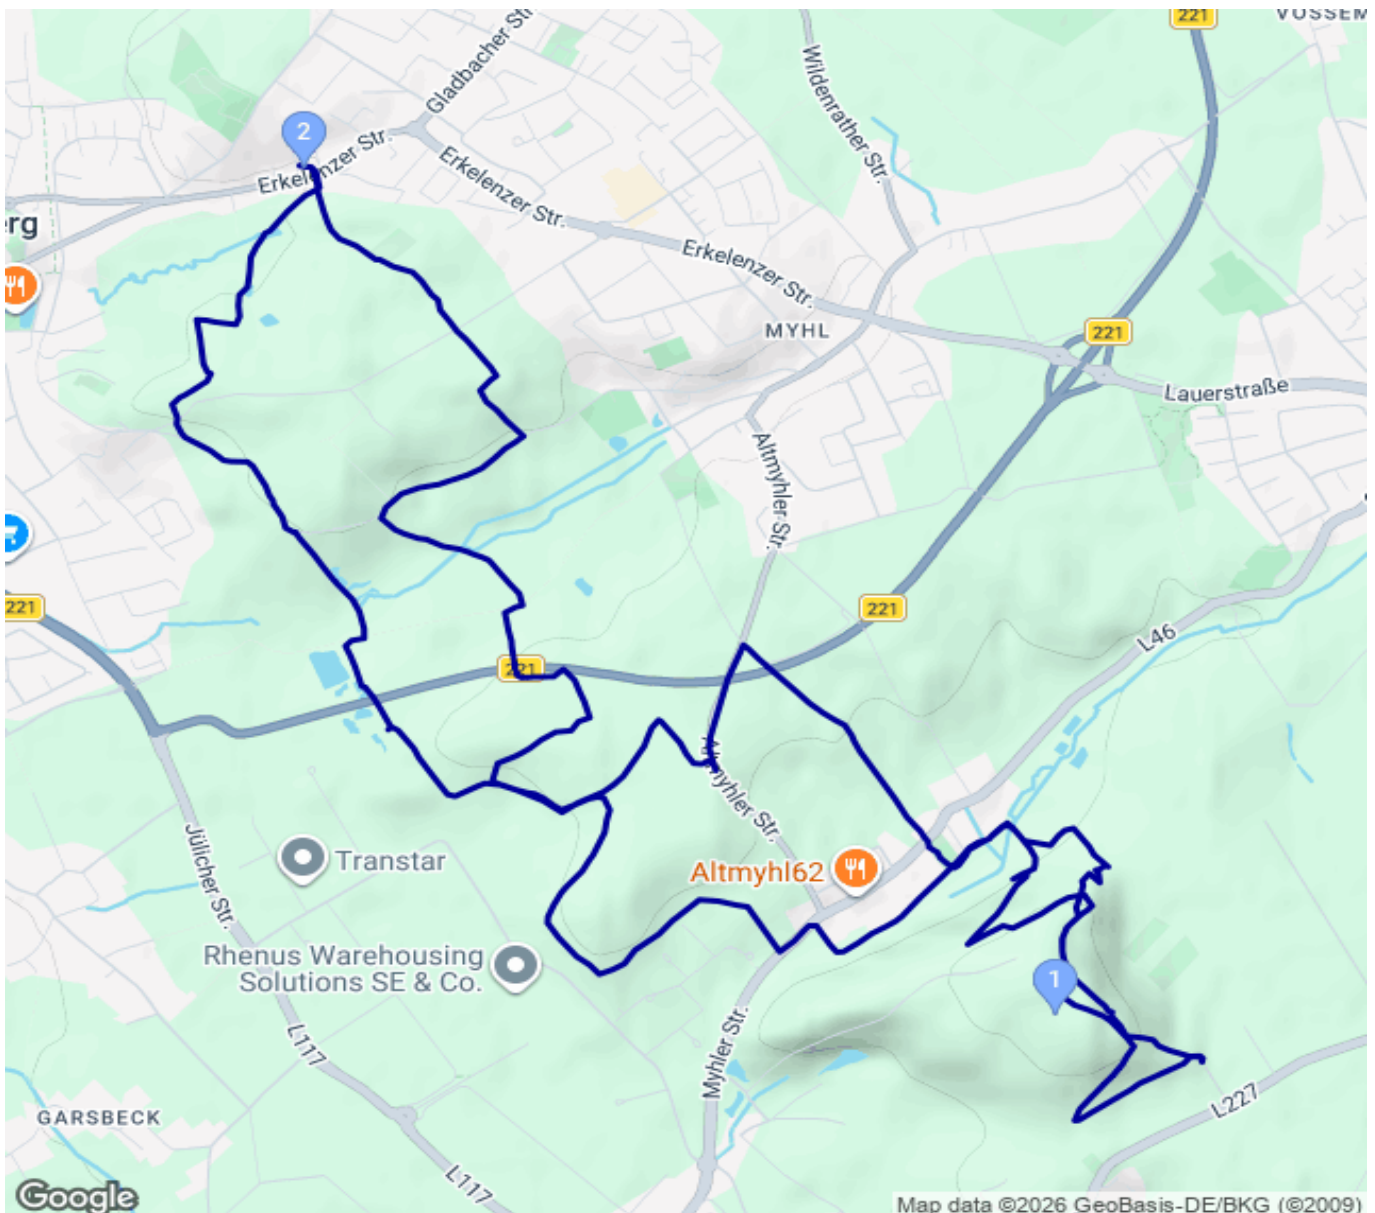 221
VOSSEM
Gladbacher Str.
Wildenrather Str.
2
Erkelenzer Str.
Erkelenzer Str.
erg
Erkelenzer Str.
MYHL
221
Lauerstraße
Altmyhler Str.
221
221
L46
221
Altmyhler Str.
Jülicher Str.
Transtar
Altmyhl62
Rhenus Warehousing
Solutions SE & Co.
1
L117
Myhler Str.
L227
GARSBECK
L117
Google
Map data ©2026 GeoBasis-DE/BKG (©2009)